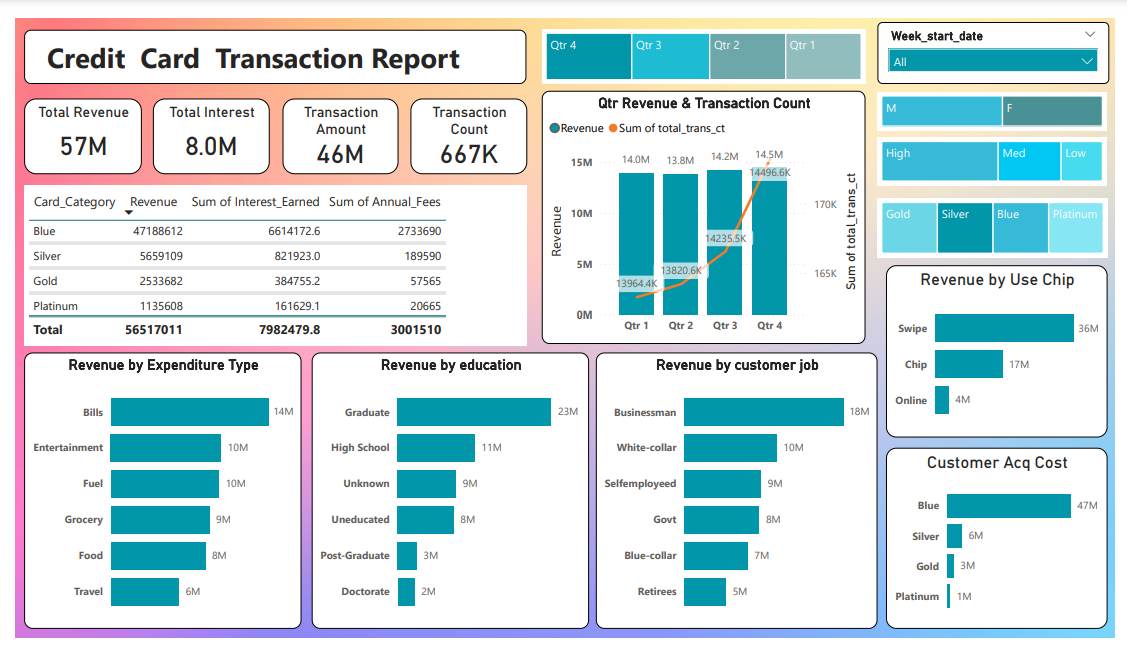 Credit Card Transaction Report
Qtr 4
Qtr 3
Qtr 2
Qtr 1
Week_start_date
All
Total Revenue
57M
Total Interest
8.0M
Transaction
Amount
46M
Transaction
Count
667K
Qtr Revenue & Transaction Count
Revenue Sum of total_trans_ct
Revenue
15M
10M
5M
0M
14.0M
13.8M
14.2M
14.5M
13964.4K
13820.6K
14235.5K
14496.6K
Qtr 1
Qtr 2
Qtr 3
Qtr 4
170K
165K
Sum of total_trans_ct
M
F
High
Med
Low
Gold
Silver
Blue
Platinum
Card_Category Revenue Sum of Interest_Earned Sum of Annual_Fees
Blue 47188612 6614172.6 2733690
Silver 5659109 821923.0 189590
Gold 2533682 384755.2 57565
Platinum 1135608 161629.1 20665
Total 56517011 7982479.8 3001510
Revenue by Use Chip
Swipe 36M
Chip 17M
Online 4M
Revenue by Expenditure Type
Bills 14M
Entertainment 10M
Fuel 10M
Grocery 9M
Food 8M
Travel 6M
Revenue by education
Graduate 23M
High School 11M
Unknown 9M
Uneducated 8M
Post-Graduate 3M
Doctorate 2M
Revenue by customer job
Businessman 18M
White-collar 10M
Selfemployeed 9M
Govt 8M
Blue-collar 7M
Retirees 5M
Customer Acq Cost
Blue 47M
Silver 6M
Gold 3M
Platinum 1M